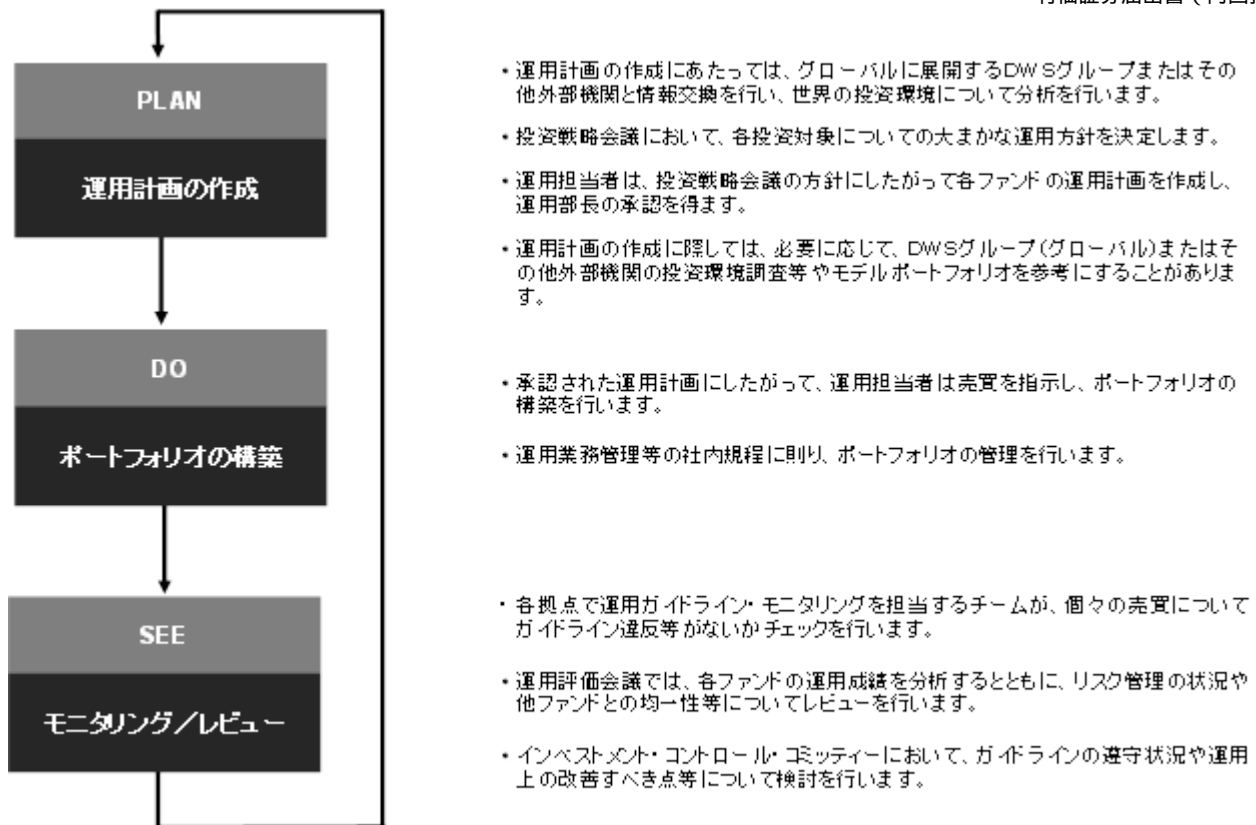 PLAN
運用計画の作成
・運用計画の作成にあたっては、グローバルに展開するDWSグループまたはその
他外部機関と情報交換を行い、世界の投資環境について分析を行います。
・投資戦略会議において、各投資対象についての大まかな運用方針を決定します。
・運用担当者は、投資戦略会議の方針にしたがって各ファンドの運用計画を作成し、
運用部長の承認を得ます。
・運用計画の作成に際しては、必要に応じて、DWSグループ(グローバル)またはそ
の他外部機関の投資環境調査等やモデルポートフォリオを参考にすることがありま
す。
DO
ポートフォリオの構築
・承認された運用計画にしたがって、運用担当者は売買を指示し、ポートフォリオの
構築を行います。
・運用業務管理等の社内規程に則り、ポートフォリオの管理を行います。
SEE
モニタリング／レビュー
・各拠点で運用ガイドライン・モニタリングを担当するチームが、個々の売買について
ガイドライン違反等がないかチェックを行います。
・運用評価会議では、各ファンドの運用成績を分析するとともに、リスク管理の状況や
他ファンドとの均一性等についてレビューを行います。
・インベストメント・コントロール・コミッティーにおいて、ガイドラインの遵守状況や運用
上の改善すべき点等について検討を行います。